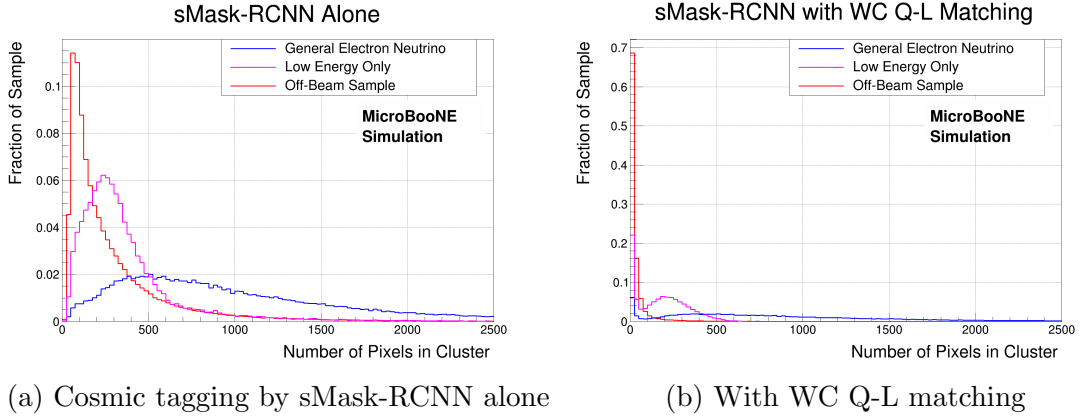 sMask-RCNN Alone
Fraction of Sample
0.1
0.08
0.06
0.04
0.02
0
General Electron Neutrino
Low Energy Only
Off-Beam Sample
MicroBooNE
Simulation
0 500 1000 1500 2000 2500
Number of Pixels in Cluster
(a) Cosmic tagging by sMask-RCNN alone
sMask-RCNN with WC Q-L Matching
Fraction of Sample
0.7
0.6
0.5
0.4
0.3
0.2
0.1
0
General Electron Neutrino
Low Energy Only
Off-Beam Sample
MicroBooNE
Simulation
0 500 1000 1500 2000 2500
Number of Pixels in Cluster
(b) With WC Q-L matching